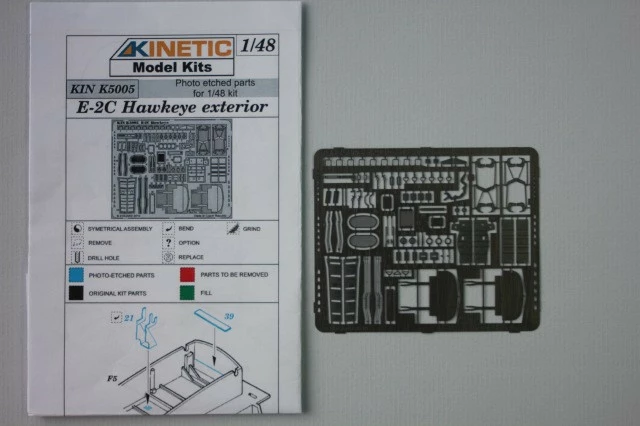 KINETIC
1/48
Model Kits
KIN K5005
Photo etched parts
for 1/48 kit
E-2C Hawkeye exterior
SYMETRICAL ASSEMBLY
BEND
GRIND
REMOVE
?
OPTION
DRILL HOLE
REPLACE
PHOTO-ETCHED PARTS
PARTS TO BE REMOVED
ORIGINAL KIT PARTS
FILL
21
39
F5